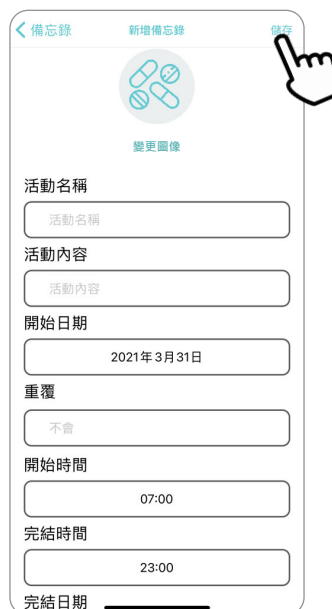 備忘錄 新增備忘錄 儲存
變更圖像
活動名稱
活動名稱
活動內容
活動內容
開始日期
2021年3月31日
重覆
不會
開始時間
07:00
完結時間
23:00
完結日期